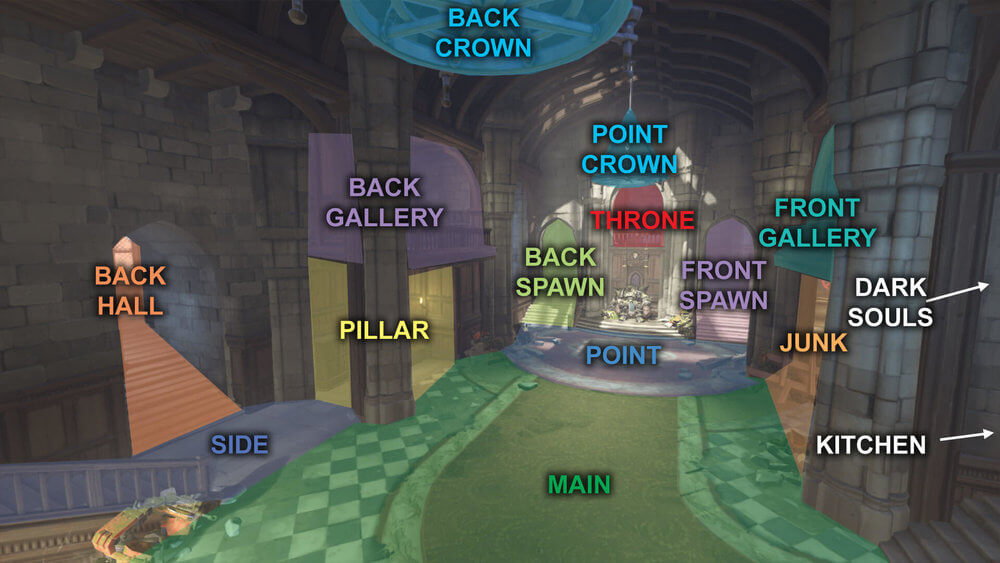 BACK
CROWN
POINT
CROWN
BACK
GALLERY
THRONE
FRONT
GALLERY
BACK
SPAWN
FRONT
SPAWN
BACK
HALL
DARK
SOULS
PILLAR
POINT
JUNK
SIDE
KITCHEN
MAIN